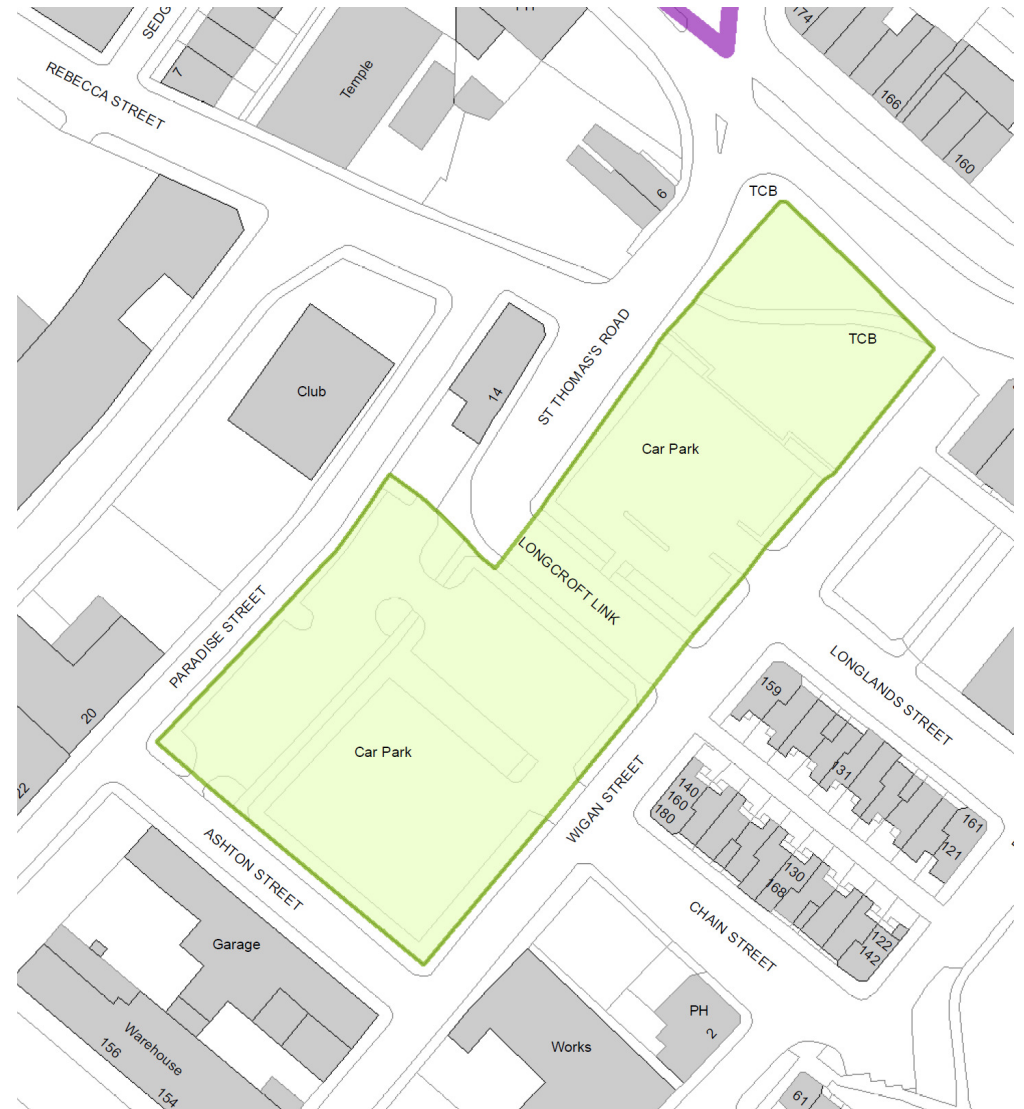 SEDG
174
7
REBECCA STREET
Temple
166
160
6
TCB
TCB
ST THOMAS'S ROAD
Club
14
Car Park
LONGCROFT LINK
PARADISE STREET
20
22
Car Park
LONGLANDS STREET
159
131
161
121
WIGAN STREET
140
160
180
130
168
122
142
ASHTON STREET
CHAIN STREET
Garage
PH
2
Warehouse
156
154
Works
61